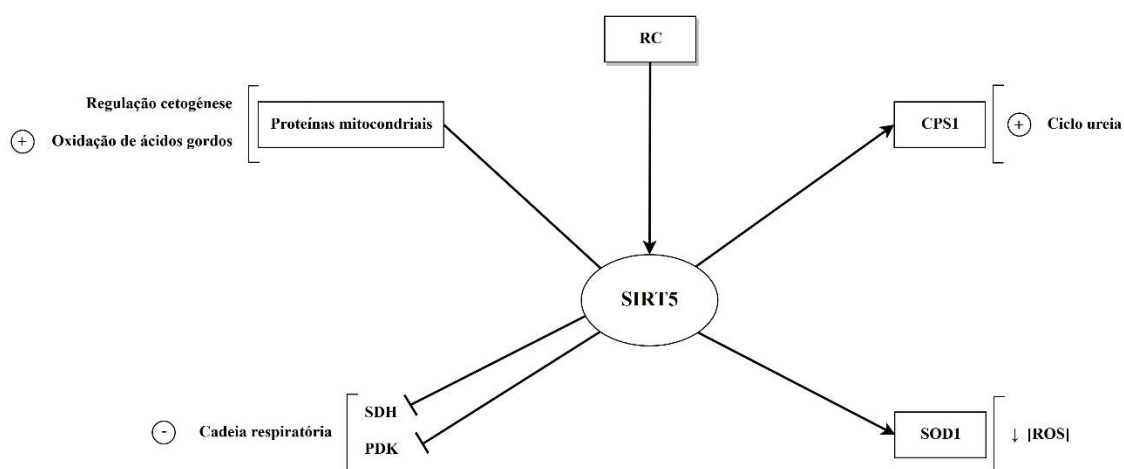 RC
Regulação cetogénese
+ Oxidação de ácidos gordos
Proteínas mitocondriais
CPS1
+ Ciclo ureia
SIRT5
- Cadeia respiratória
SDH
PDK
SOD1
↓ |ROS|